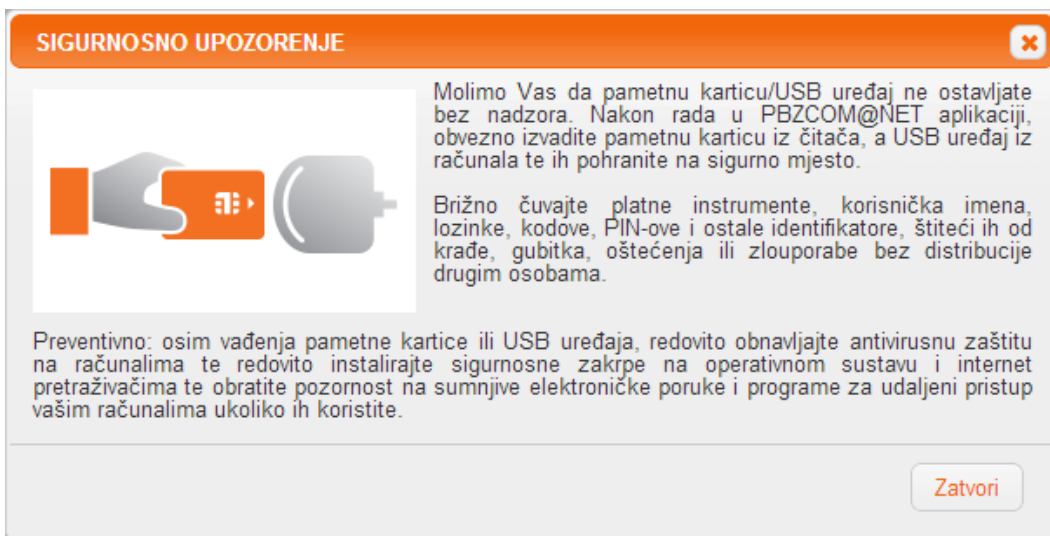 SIGURNOSNO UPOZORENJE
Molimo Vas da pametnu karticu/USB uređaj ne ostavljate
bez nadzora. Nakon rada u PBZCOM@NET aplikaciji,
obvezno izvadite pametnu karticu iz čitača, a USB uređaj iz
računala te ih pohranite na sigurno mjesto.
Brižno čuvajte platne instrumente, korisnička imena,
lozinke, kodove, PIN-ove i ostale identifikatore, štiteći ih od
krađe, gubitka, oštećenja ili zlouporabe bez distribucije
drugim osobama.
Preventivno: osim vađenja pametne kartice ili USB uređaja, redovito obnavljajte antivirusnu zaštitu
na računalima te redovito instalirajte sigurnosne zakrpe na operativnom sustavu i internet
pretraživačima te obratite pozornost na sumnjive elektroničke poruke i programe za udaljeni pristup
vašim računalima ukoliko ih koristite.
Zatvori